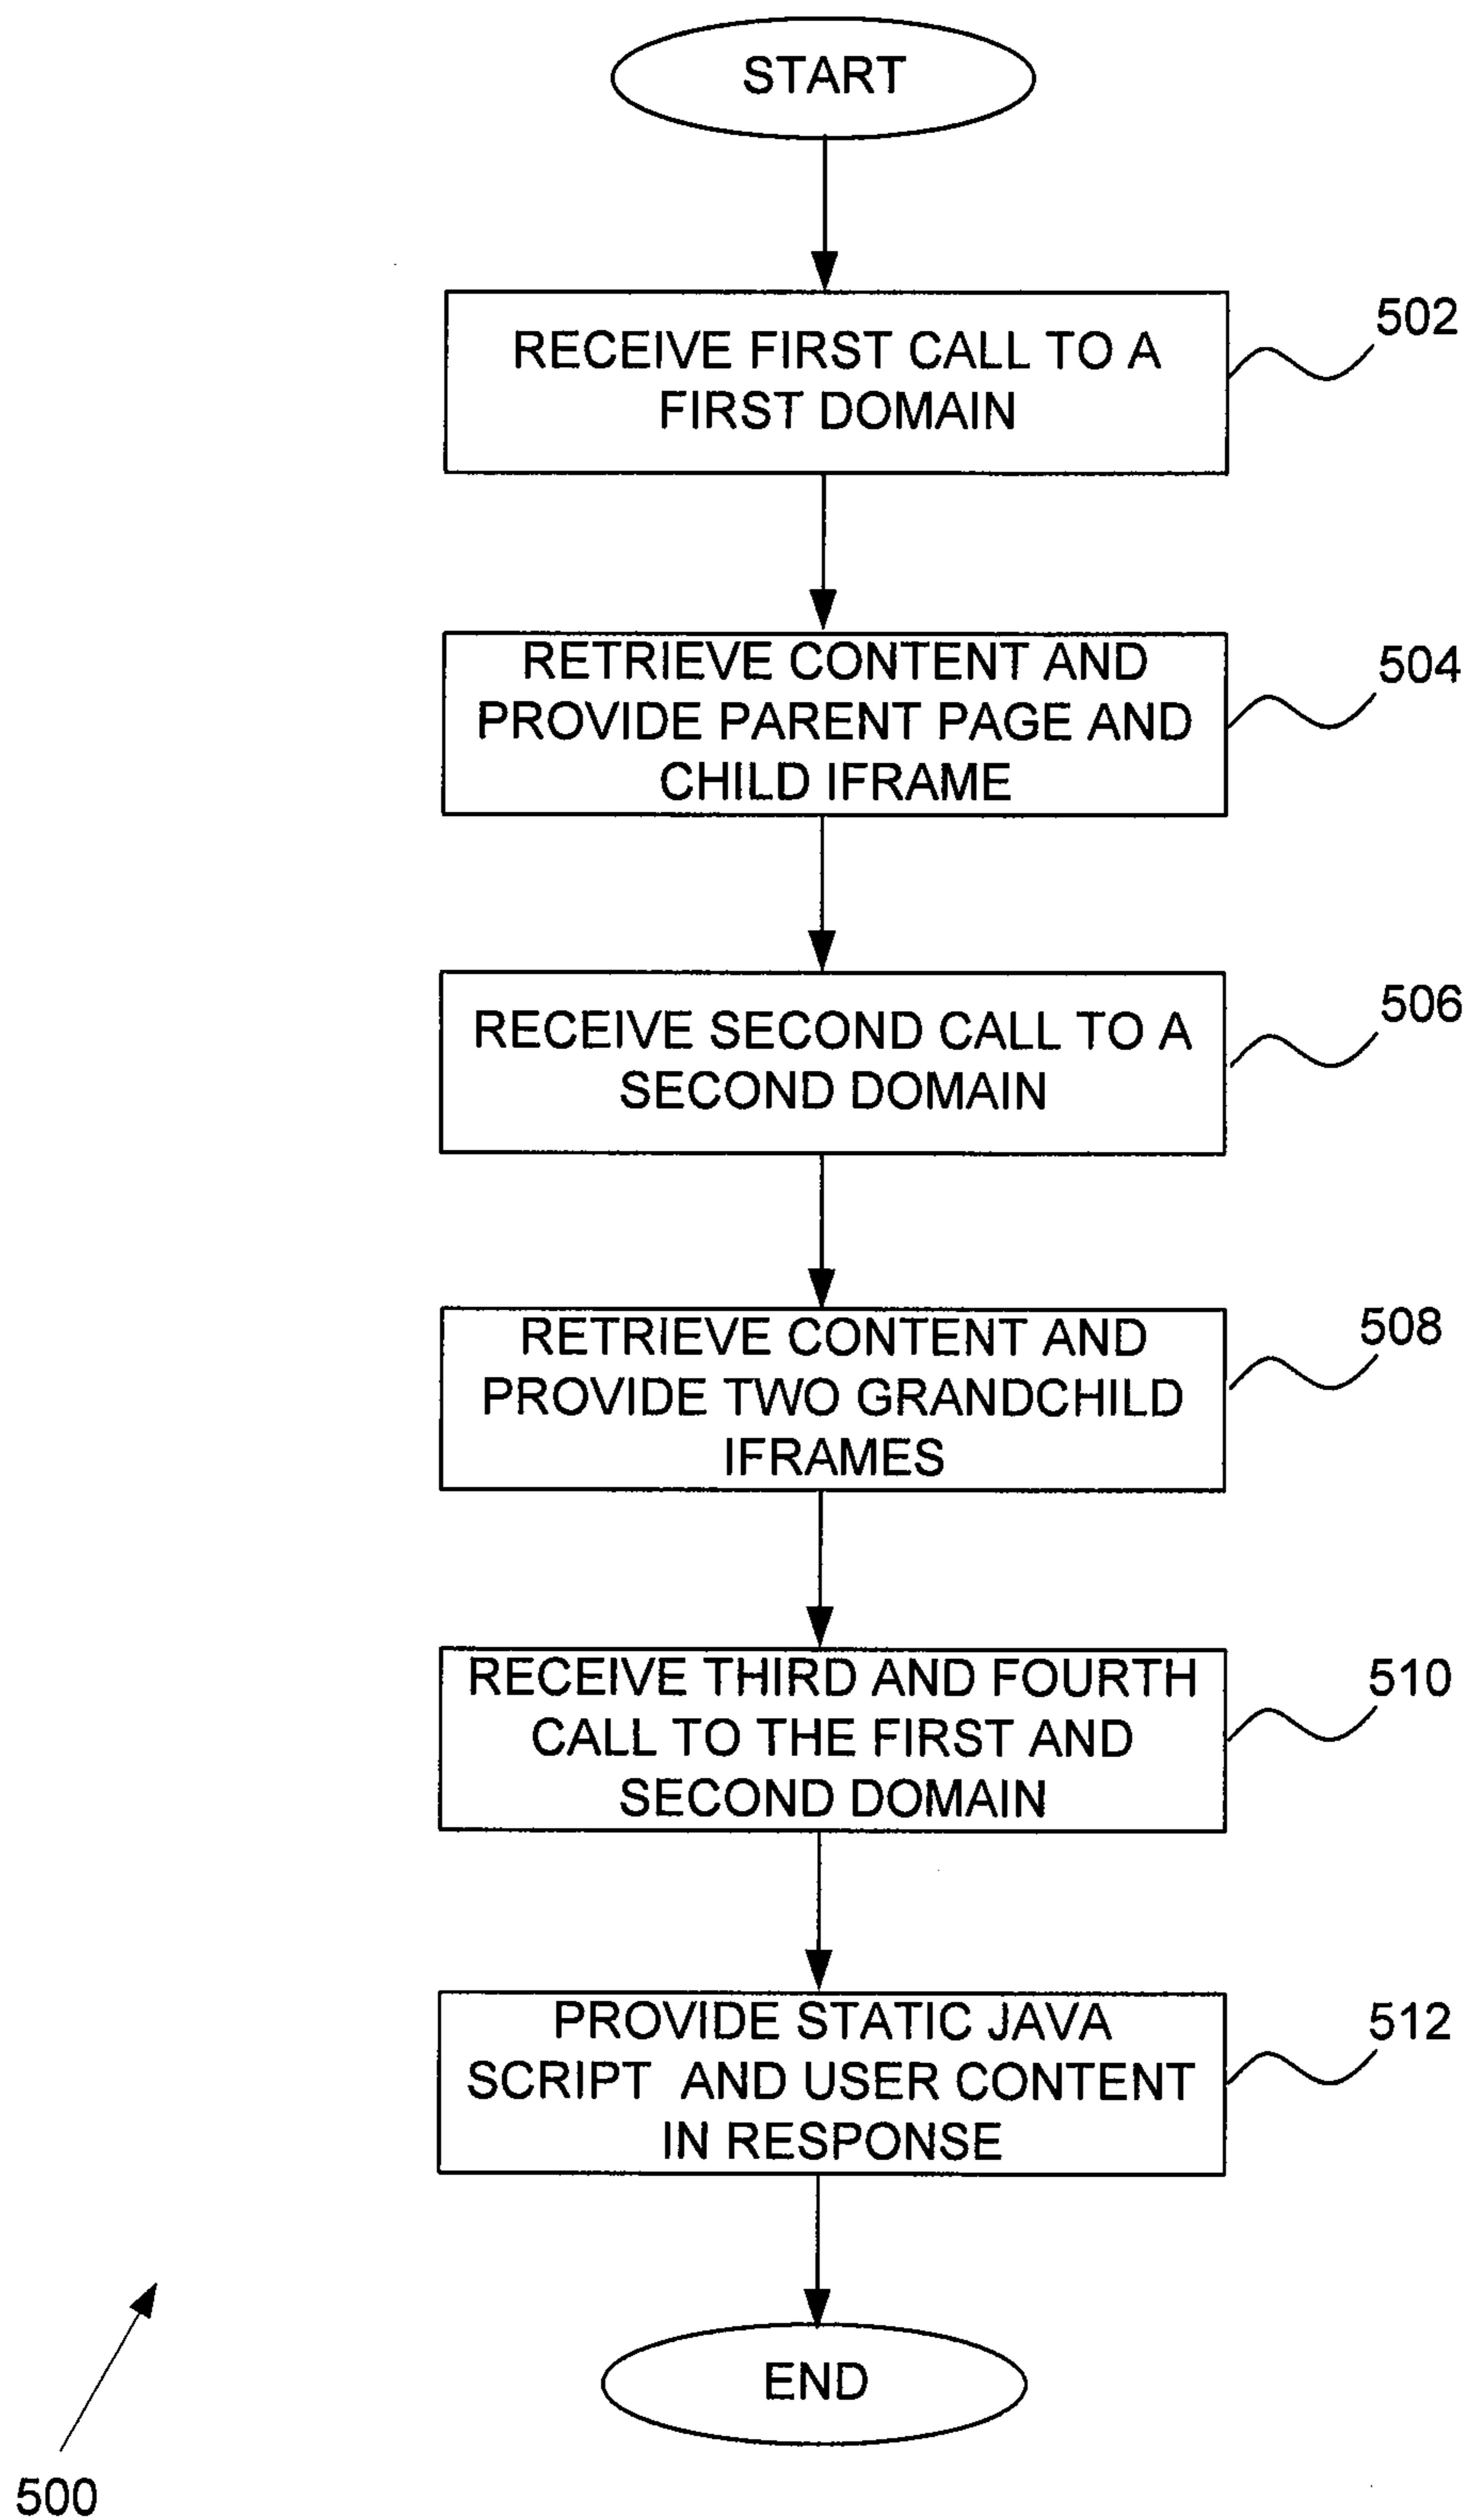 START
RECEIVE FIRST CALL TO A
FIRST DOMAIN
502
RETRIEVE CONTENT AND
PROVIDE PARENT PAGE AND
CHILD IFRAME
504
RECEIVE SECOND CALL TO A
SECOND DOMAIN
506
RETRIEVE CONTENT AND
PROVIDE TWO GRANDCHILD
IFRAMES
508
RECEIVE THIRD AND FOURTH
CALL TO THE FIRST AND
SECOND DOMAIN
510
PROVIDE STATIC JAVA
SCRIPT AND USER CONTENT
IN RESPONSE
512
END
500